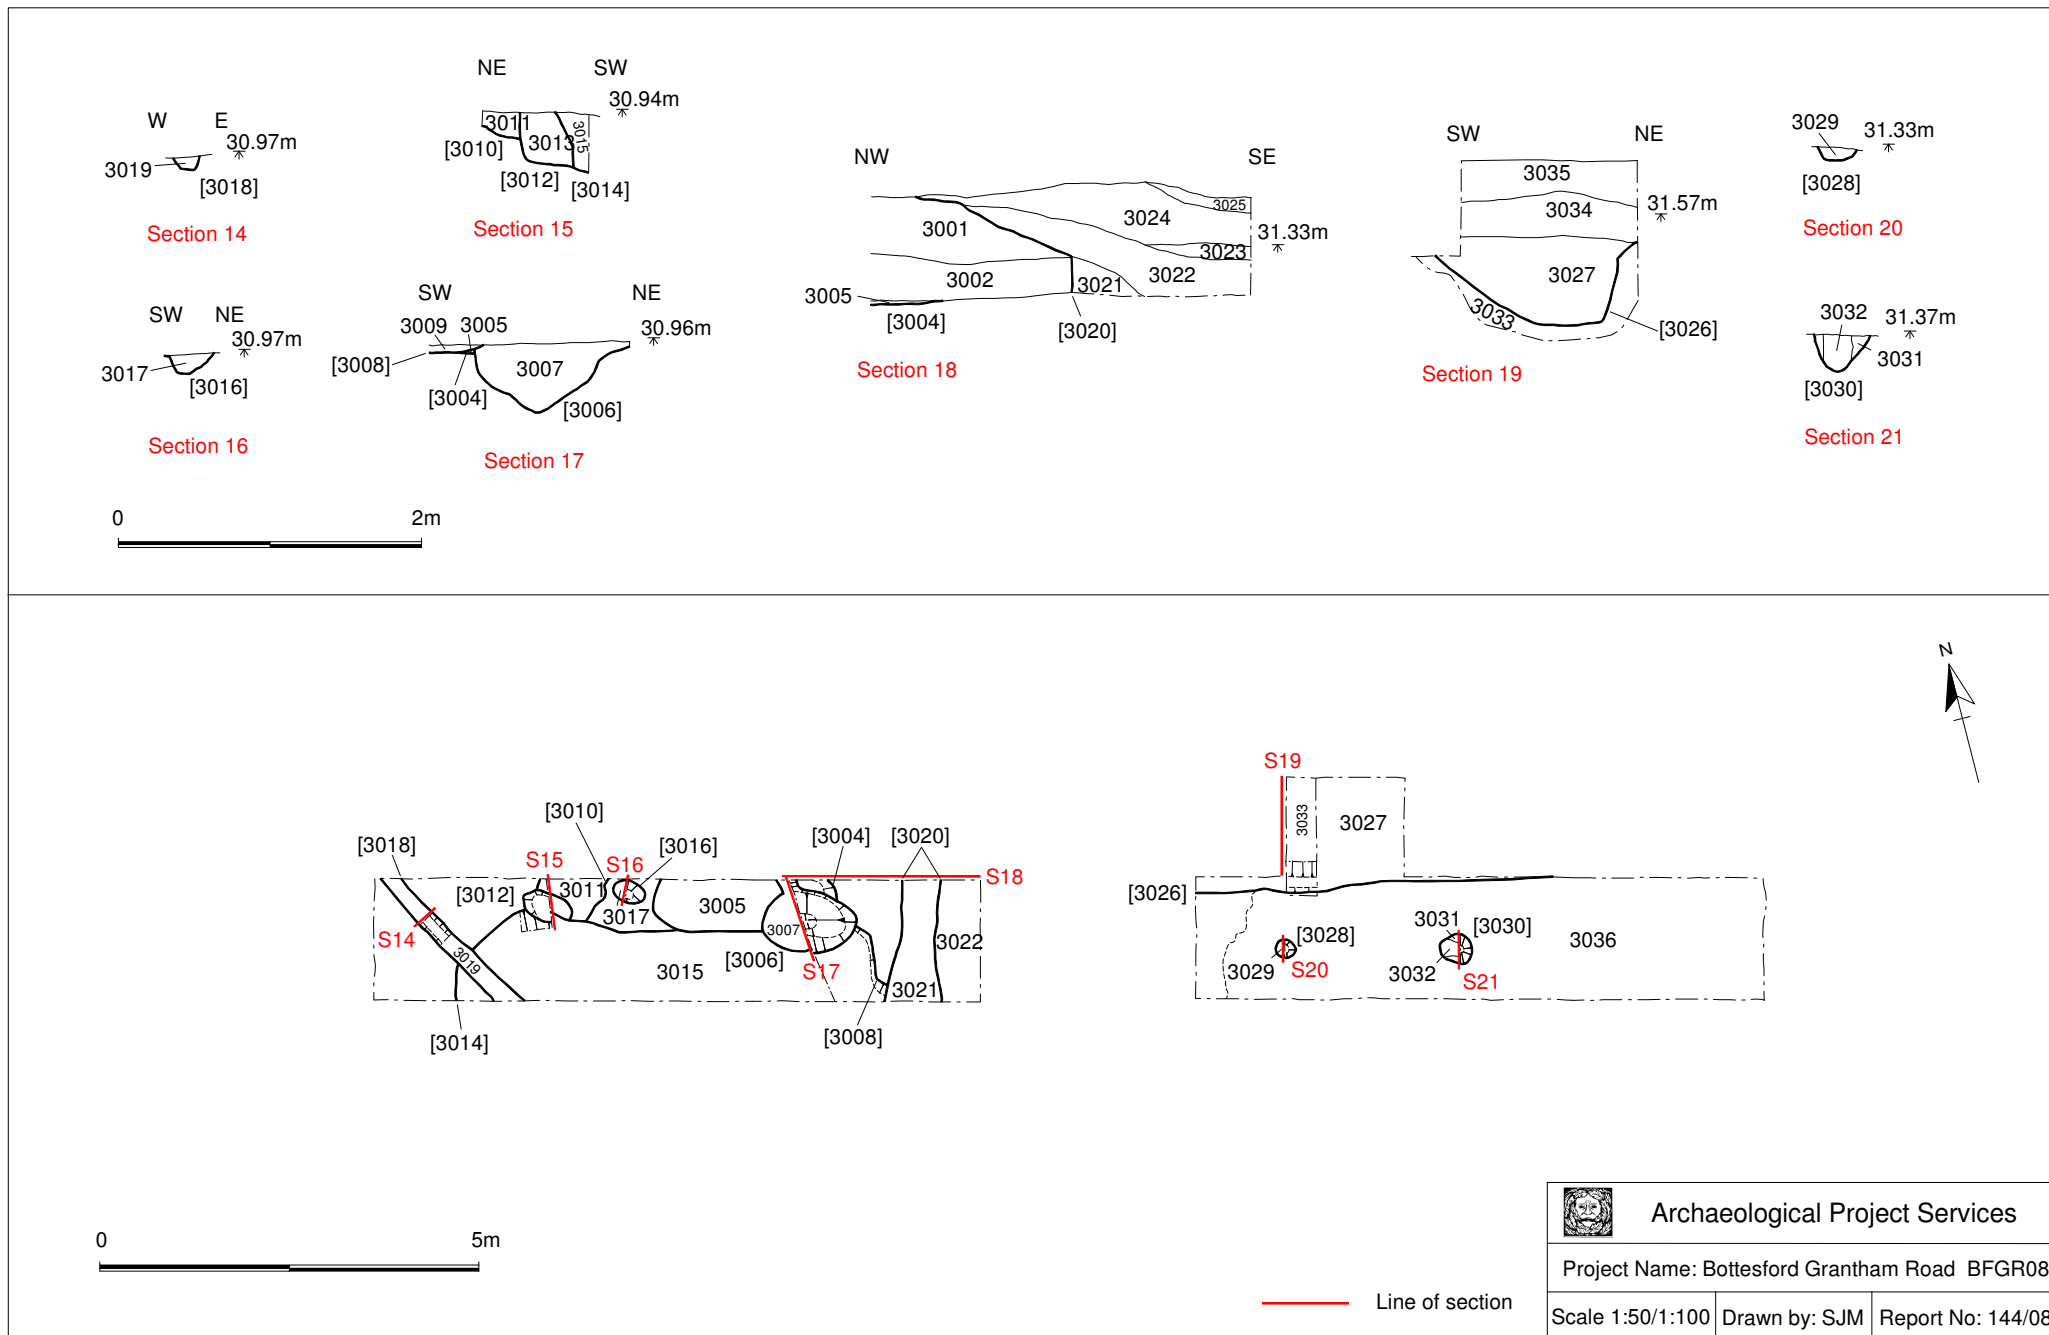 W E
30.97m
3019
[3018]
Section 14
NE SW
30.94m
3011
3013
3015
[3010]
[3012]
[3014]
Section 15
NW SE
3025
3024
3001
31.33m
3023
3002
3022
3021
3005
[3004]
[3020]
Section 18
SW NE
3035
3034
31.57m
3027
3033
[3026]
Section 19
3029
31.33m
[3028]
Section 20
SW NE
30.97m
3017
[3016]
Section 16
SW NE
3009 3005
30.96m
[3008]
3007
[3004]
[3006]
Section 17
3032
31.37m
3031
[3030]
Section 21
0 2m
N
[3018]
[3010]
[3016]
[3004]
[3020]
S15
S16
S18
[3012]
3011
3017
3005
3007
S14
3019
3015
[3006]
S17
3022
3021
[3014]
[3008]
S19
3033
3027
[3026]
3031
[3030]
[3028]
3036
3029
S20
3032
S21
0 5m
Line of section
Archaeological Project Services
Project Name: Bottesford Grantham Road BFGR08
Scale 1:50/1:100 Drawn by: SJM Report No: 144/08